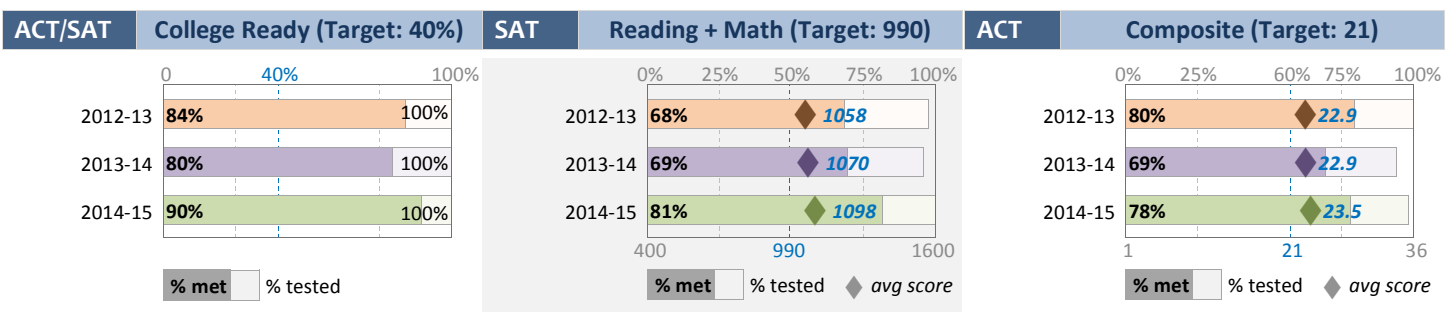 ACT/SAT College Ready (Target: 40%) SAT Reading + Math (Target: 990) ACT Composite (Target: 21)
0 40% 100% 0% 25% 50% 75% 100% 0% 25% 60% 75% 100%
2012-13 84% 100% 2012-13 68% 1058 2012-13 80% 22.9
2013-14 80% 100% 2013-14 69% 1070 2013-14 69% 22.9
2014-15 90% 100% 2014-15 81% 1098 2014-15 78% 23.5
400 990 1600 1 21 36
% met % tested % met % tested avg score % met % tested avg score